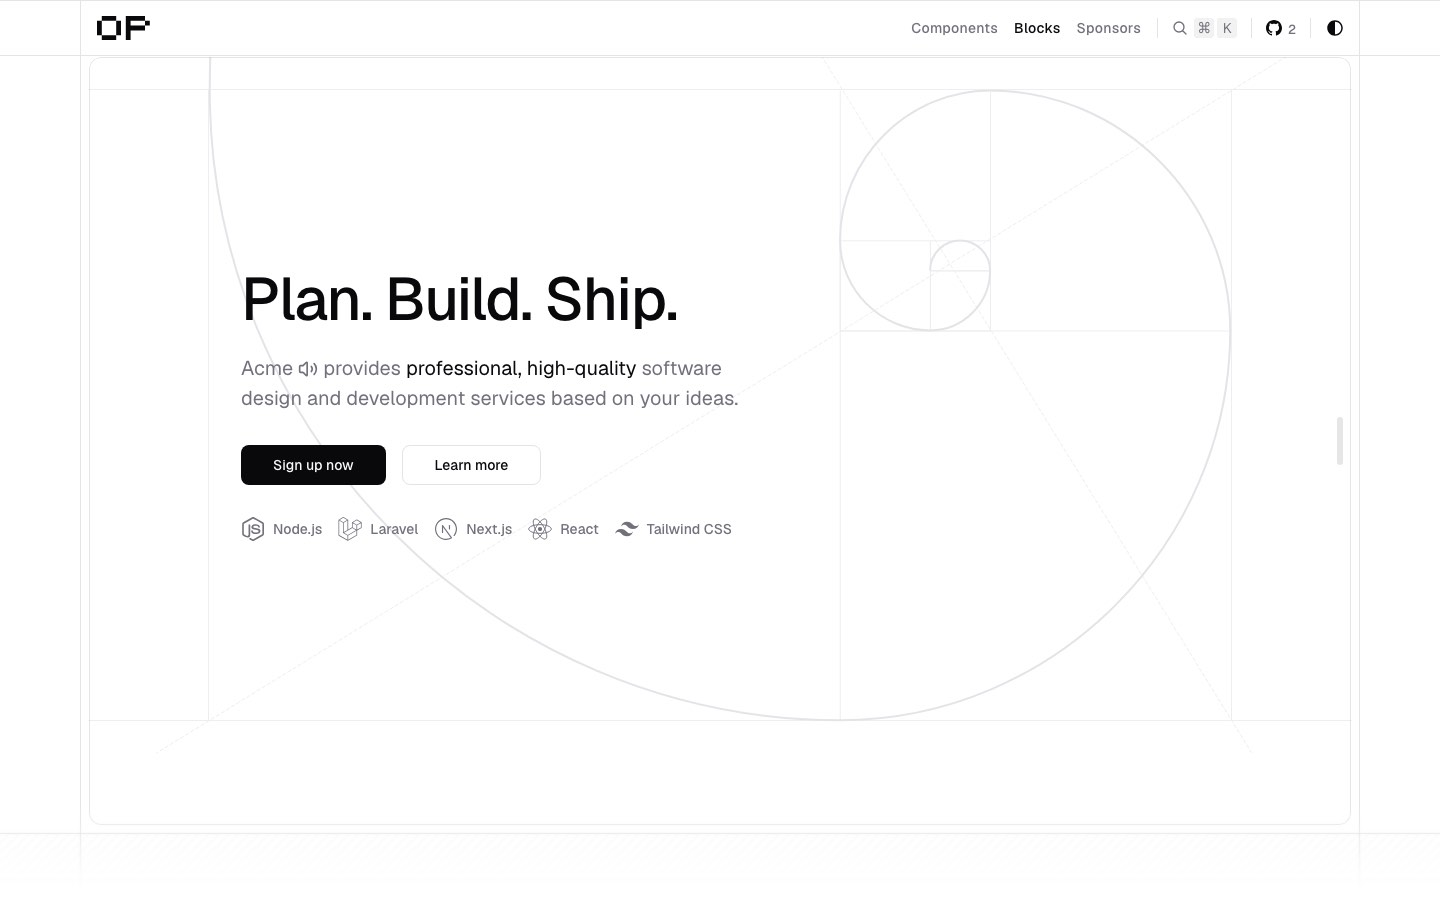 OP
Components Blocks Sponsors ⌘ K 2
Plan. Build. Ship.
Acme provides professional, high-quality software
design and development services based on your ideas.
Sign up now Learn more
Node.js Laravel Next.js React Tailwind CSS